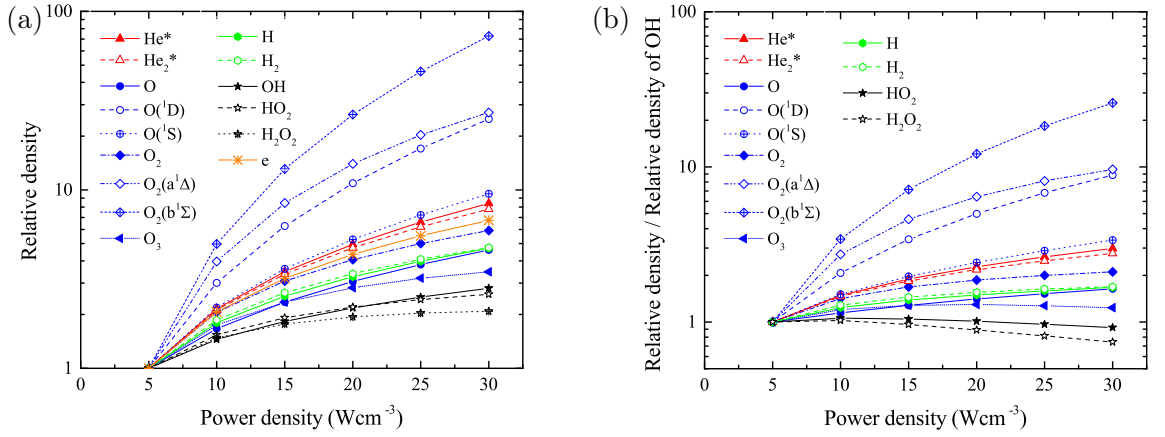 (a)
Relative density
100
10
1
He*
He₂*
O
O(¹D)
O(¹S)
O₂
O₂(a¹Δ)
O₂(b¹Σ)
O₃
H
H₂
OH
HO₂
H₂O₂
e
0 5 10 15 20 25 30
Power density (Wcm⁻³)
(b)
Relative density / Relative density of OH
100
10
1
He*
He₂*
O
O(¹D)
O(¹S)
O₂
O₂(a¹Δ)
O₂(b¹Σ)
O₃
H
H₂
HO₂
H₂O₂
0 5 10 15 20 25 30
Power density (Wcm⁻³)